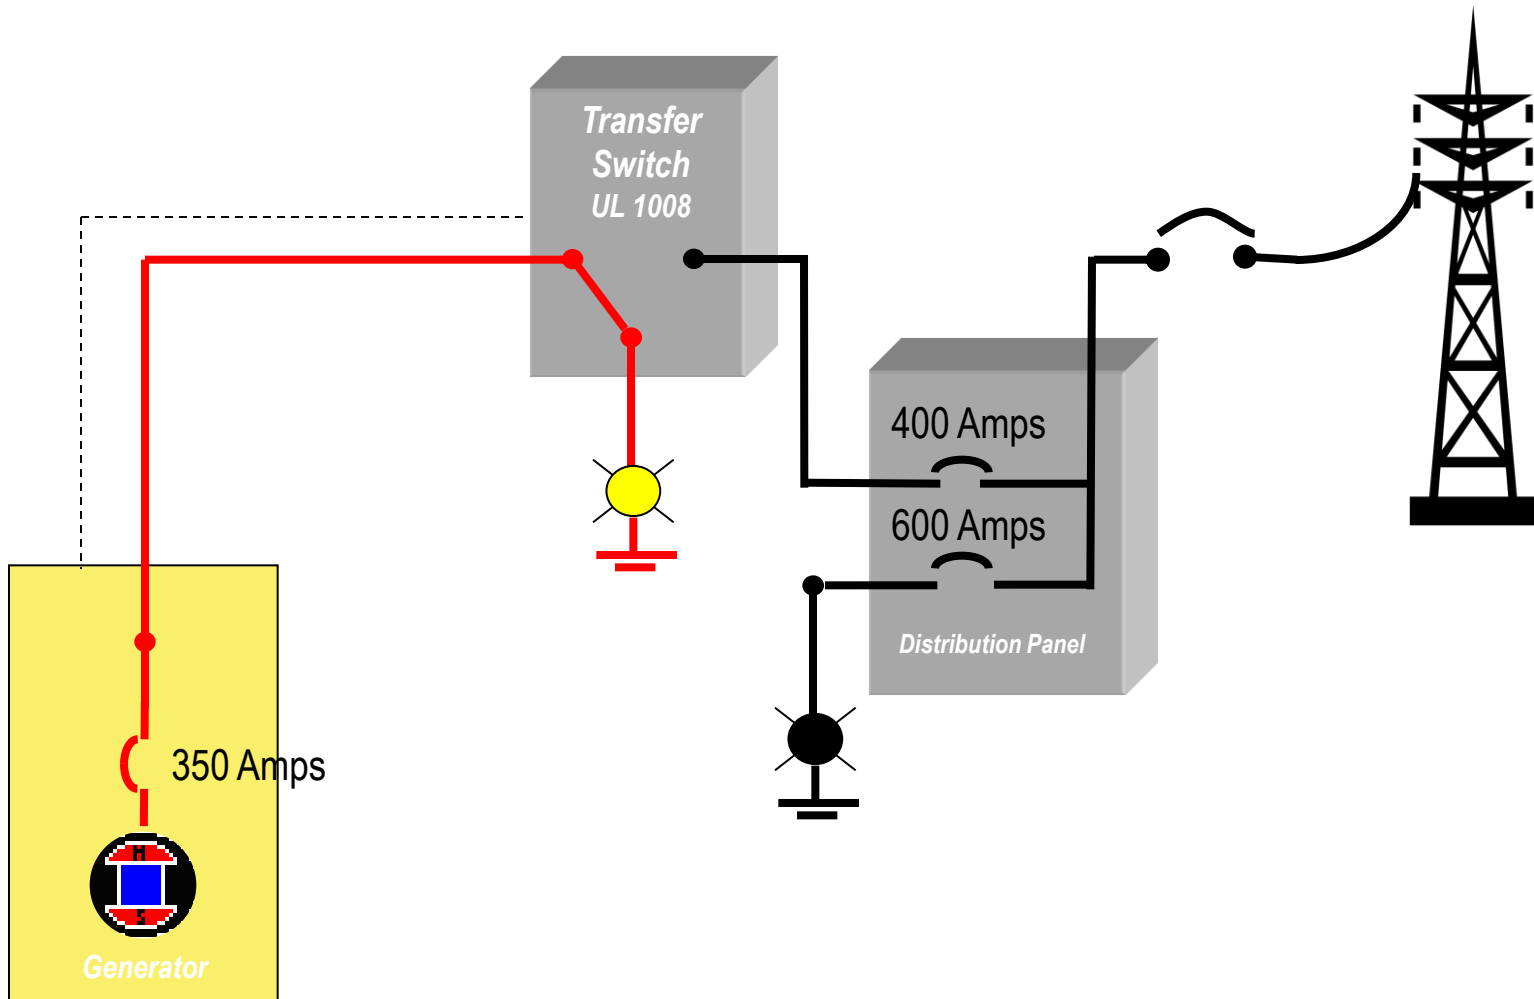 Transfer
Switch
UL 1008
400 Amps
600 Amps
Distribution Panel
350 Amps
N
S
Generator